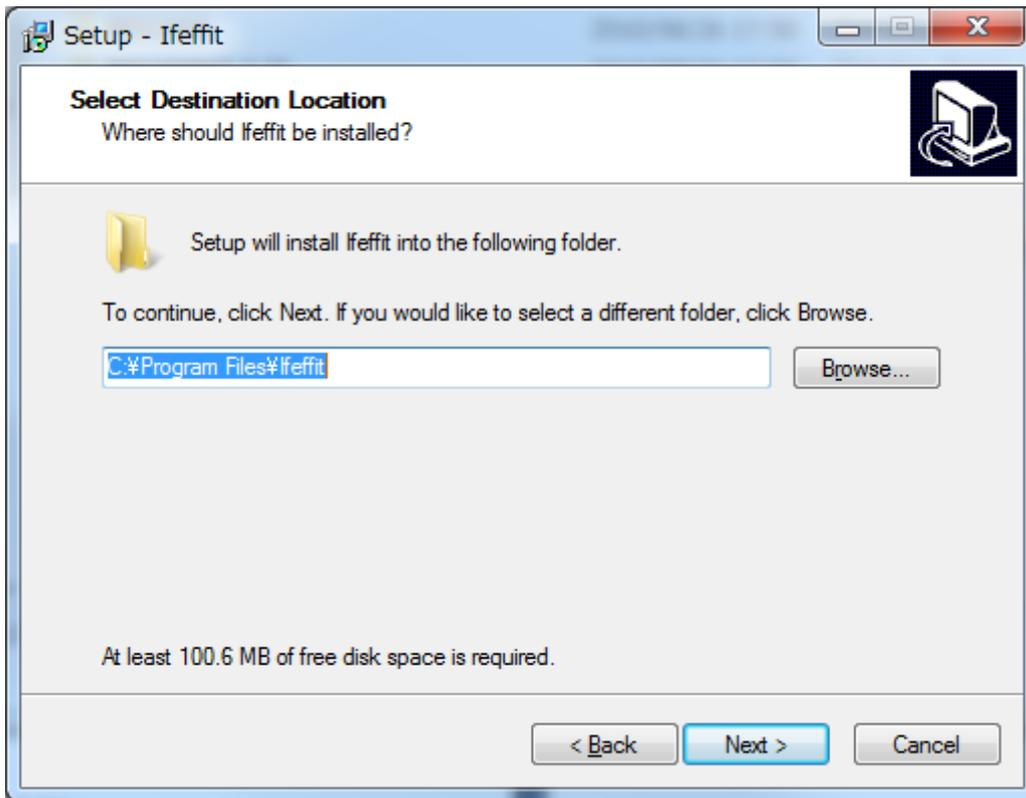 Setup - Ifeffit
Select Destination Location
Where should Ifeffit be installed?
Setup will install Ifeffit into the following folder.
To continue, click Next. If you would like to select a different folder, click Browse.
C:¥Program Files¥Ifeffit
Browse...
At least 100.6 MB of free disk space is required.
< Back
Next >
Cancel